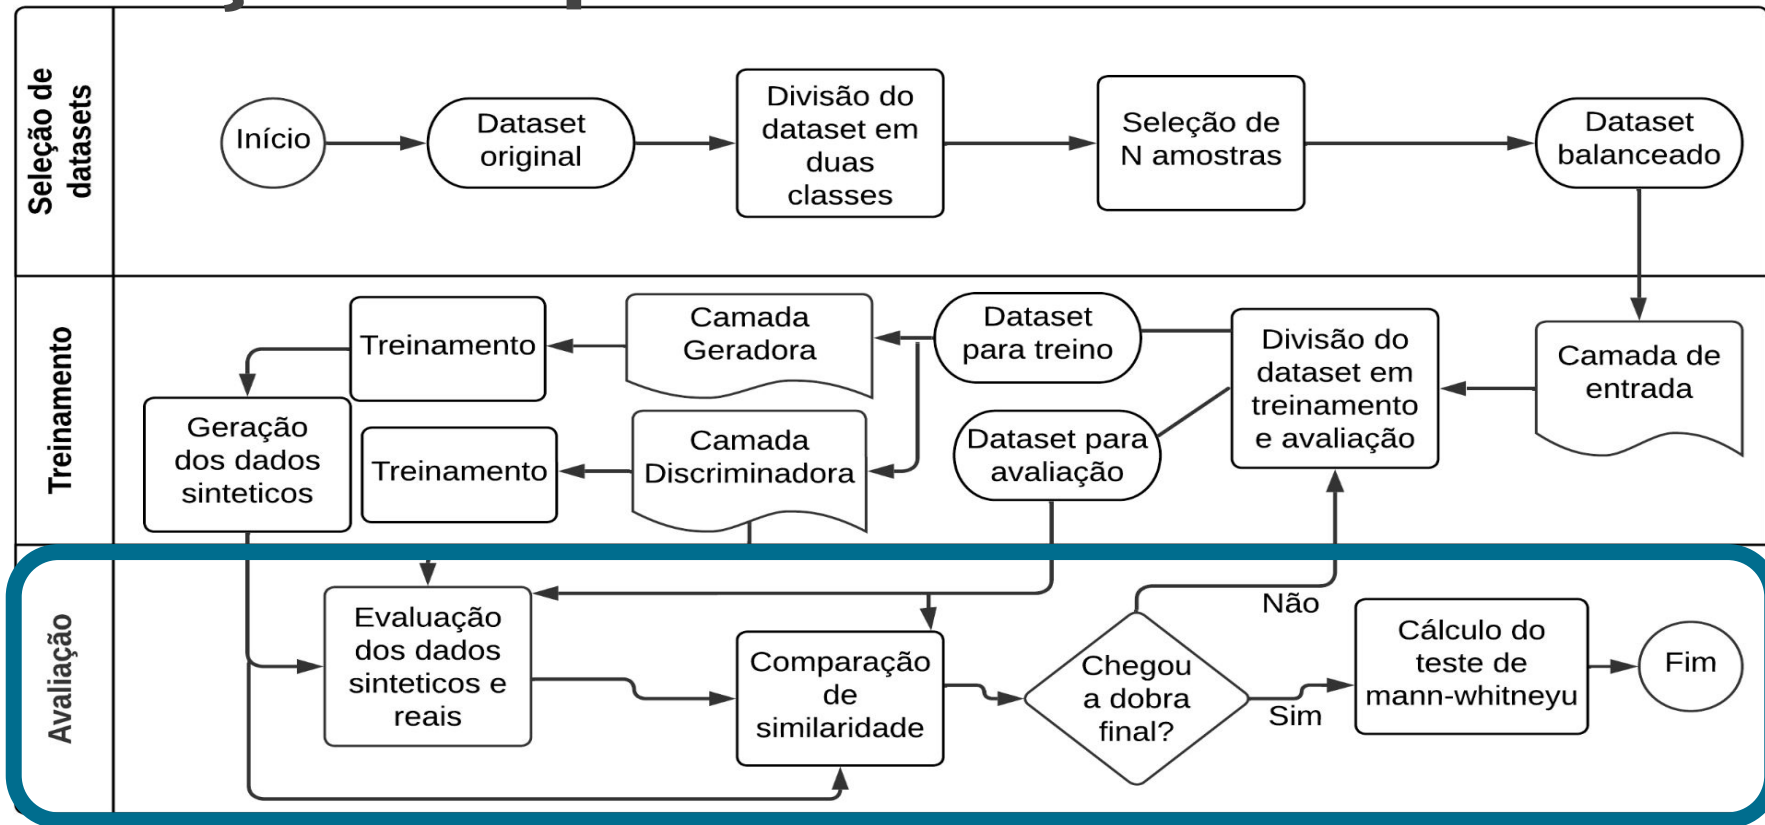 Seleção de
datasets
Início
Dataset
original
Divisão do
dataset em
duas
classes
Seleção de
N amostras
Dataset
balanceado
Treinamento
Treinamento
Camada
Geradora
Dataset
para treino
Divisão do
dataset em
treinamento
e avaliação
Camada de
entrada
Geração
dos dados
sinteticos
Treinamento
Camada
Discriminadora
Dataset para
avaliação
Avaliação
Evaluação
dos dados
sinteticos e
reais
Comparação
de
similaridade
Chegou
a dobra
final?
Não
Sim
Cálculo do
teste de
mann-whitneyu
Fim